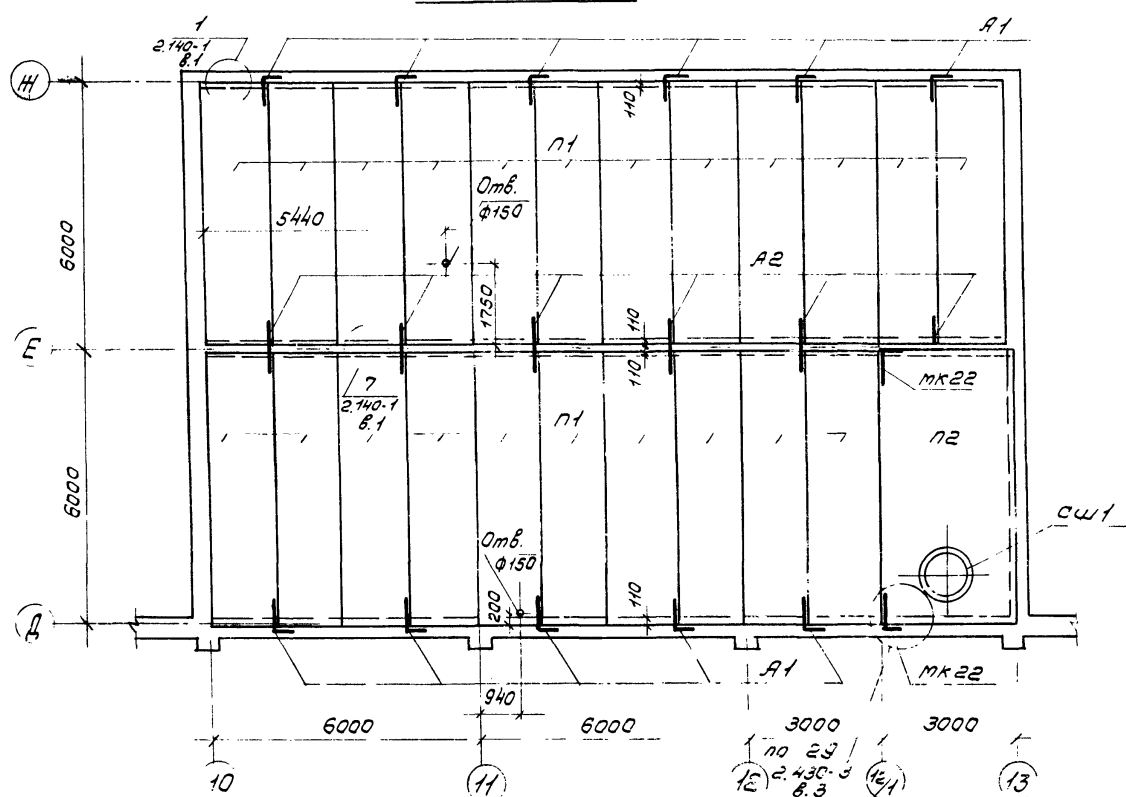 1
2.140-1
в.1
А1
Ж
110
П1
Отв.
ф150
5440
6000
А2
1750
110
Е
110
7
2.140-1
в.1
МК22
П1
П2
6000
СШ1
Отв.
ф150
200
110
Д
А1
МК22
940
6000
6000
3000
3000
по 29
2.430-3
в.3
10
11
12
12/1
13